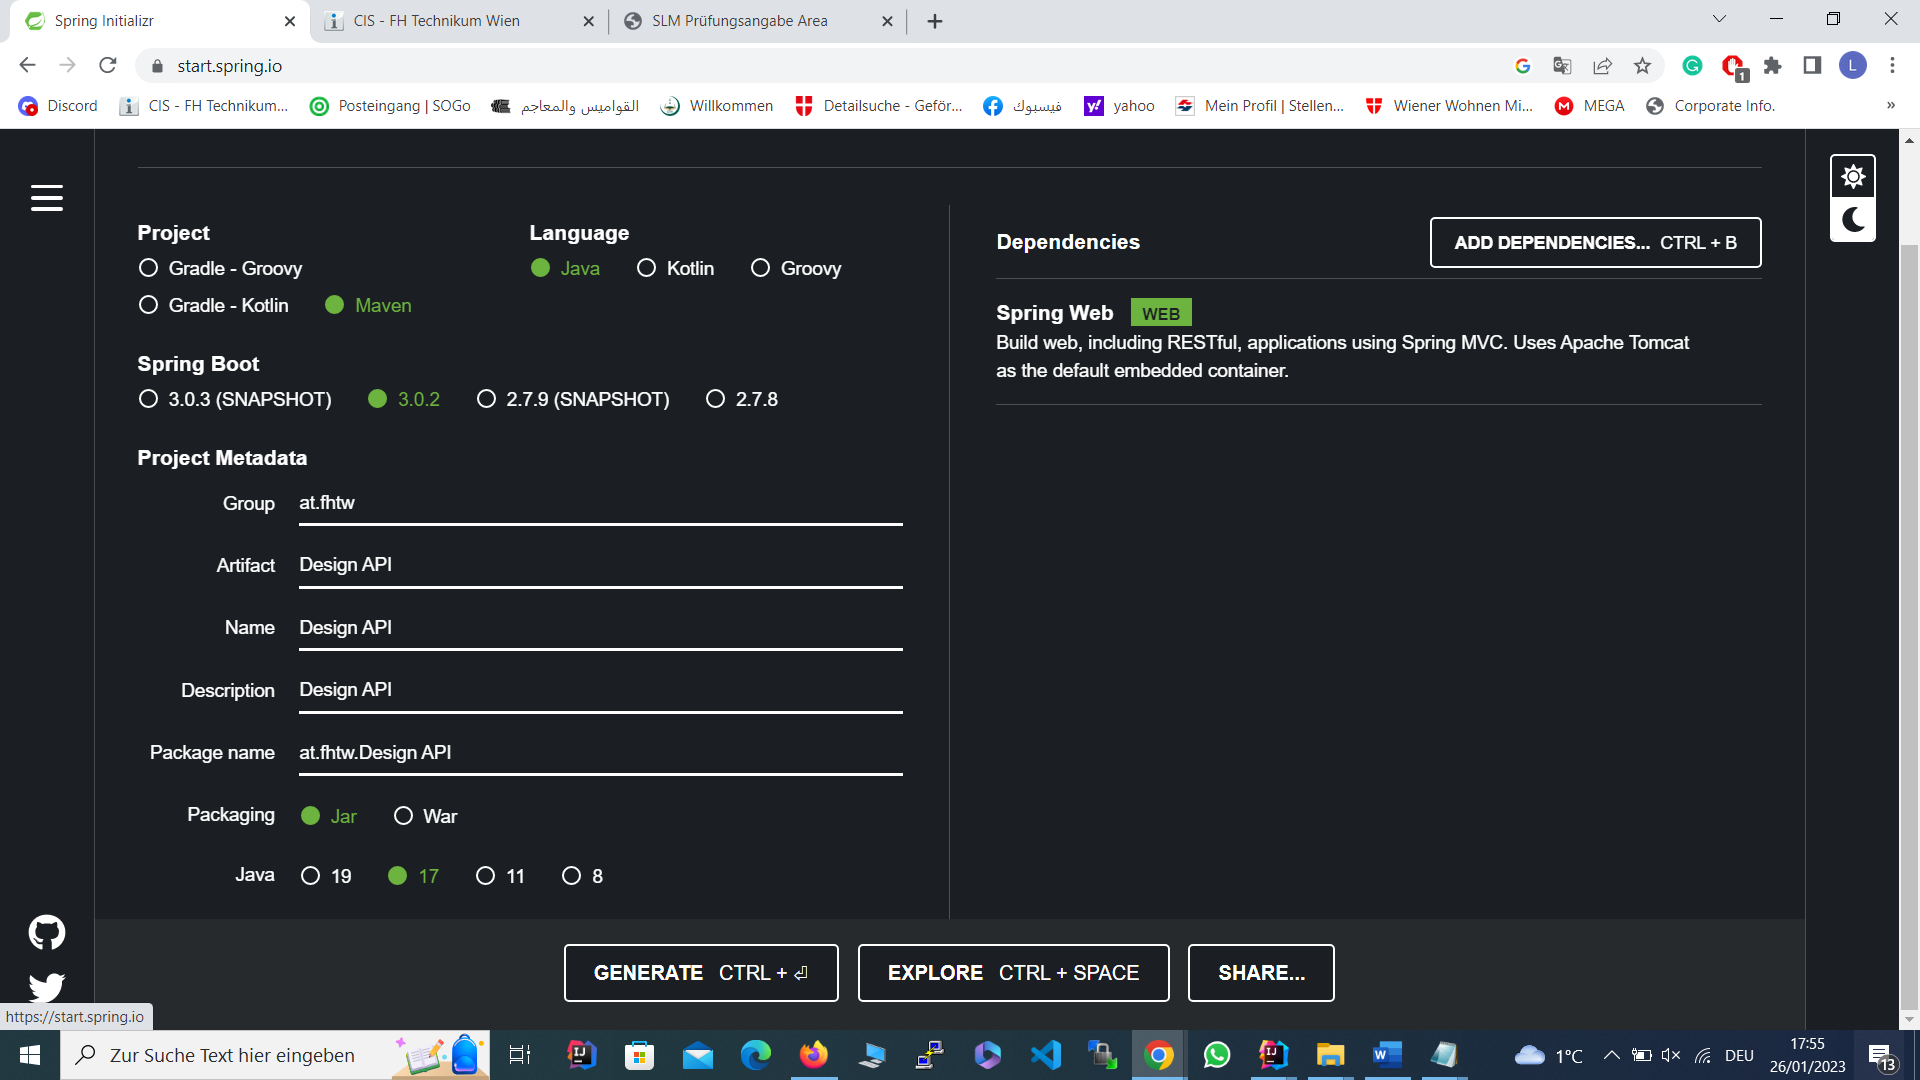 Spring Initializr
CIS - FH Technikum Wien
SLM Prüfungsangabe Area
start.spring.io
1
L
Discord
CIS - FH Technikum...
Posteingang | SOGo
القواميس والمعاجم
Willkommen
Detailsuche - Geför...
فيسبوك
yahoo
Mein Profil | Stellen...
Wiener Wohnen Mi...
MEGA
Corporate Info.
»
Project
Gradle - Groovy
Gradle - Kotlin
Maven
Language
Java
Kotlin
Groovy
Spring Boot
3.0.3 (SNAPSHOT)
3.0.2
2.7.9 (SNAPSHOT)
2.7.8
Project Metadata
Group
at.fhtw
Artifact
Design API
Name
Design API
Description
Design API
Package name
at.fhtw.Design API
Packaging
Jar
War
Java
19
17
11
8
Dependencies
ADD DEPENDENCIES... CTRL + B
Spring Web WEB
Build web, including RESTful, applications using Spring MVC. Uses Apache Tomcat
as the default embedded container.
GENERATE CTRL + ⏎
EXPLORE CTRL + SPACE
SHARE...
https://start.spring.io
Zur Suche Text hier eingeben
1°C
DEU
17:55
26/01/2023
13